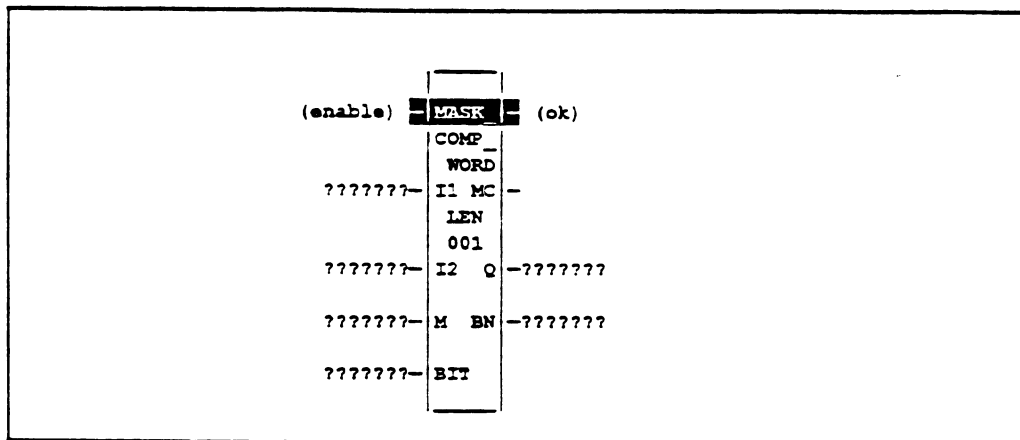 (enable) - MASK_ - (ok)
COMP_
WORD
???????- I1 MC -
LEN
001
???????- I2 Q -???????
???????- M BN -???????
???????- BIT